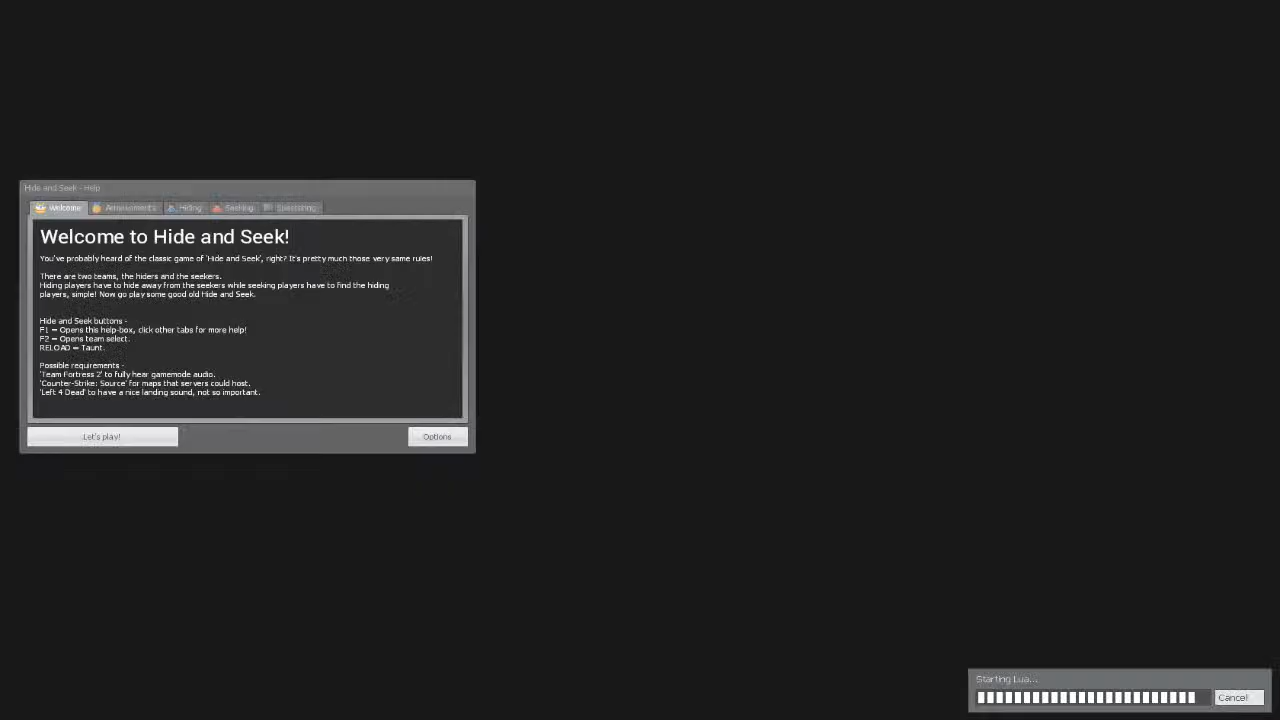 Hide and Seek - Help
Welcome Achievements Hiding Seeking Spectating
Welcome to Hide and Seek!
You've probably heard of the classic game of 'Hide and Seek', right? It's pretty much those very same rules!
There are two teams, the hiders and the seekers.
Hiding players have to hide away from the seekers while seeking players have to find the hiding
players, simple! Now go play some good old Hide and Seek.
Hide and Seek buttons -
F1 = Opens this help-box, click other tabs for more help!
F2 = Opens team select.
RELOAD = Taunt.
Possible requirements -
'Team Fortress 2' to fully hear gamemode audio.
'Counter-Strike: Source' for maps that servers could host.
'Left 4 Dead' to have a nice landing sound, not so important.
Let's play! Options
Starting Lua...
Cancel